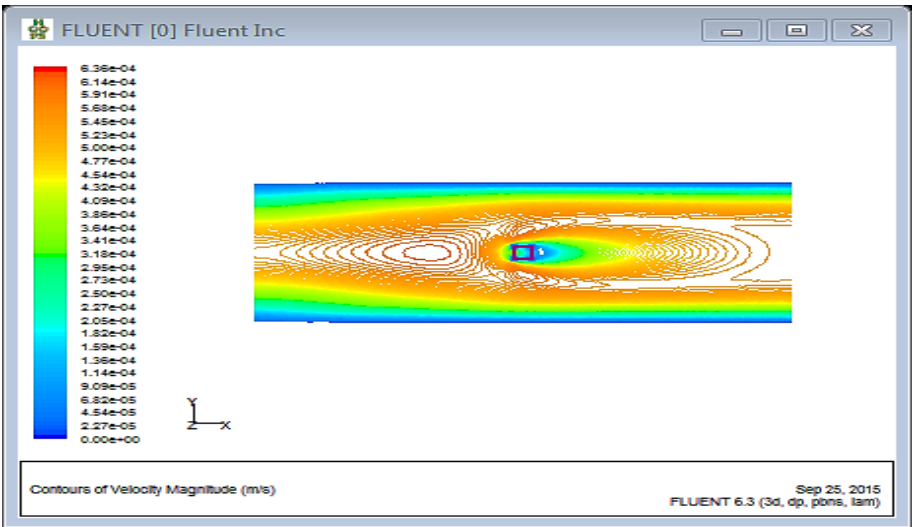 FLUENT [0] Fluent Inc
6.36e-04
6.14e-04
5.91e-04
5.68e-04
5.45e-04
5.23e-04
5.00e-04
4.77e-04
4.54e-04
4.32e-04
4.09e-04
3.86e-04
3.64e-04
3.41e-04
3.18e-04
2.95e-04
2.73e-04
2.50e-04
2.27e-04
2.05e-04
1.82e-04
1.59e-04
1.36e-04
1.14e-04
9.09e-05
6.82e-05
4.54e-05
2.27e-05
0.00e+00
Y
Z X
Contours of Velocity Magnitude (m/s)
Sep 25, 2015
FLUENT 6.3 (3d, dp, pbns, lam)